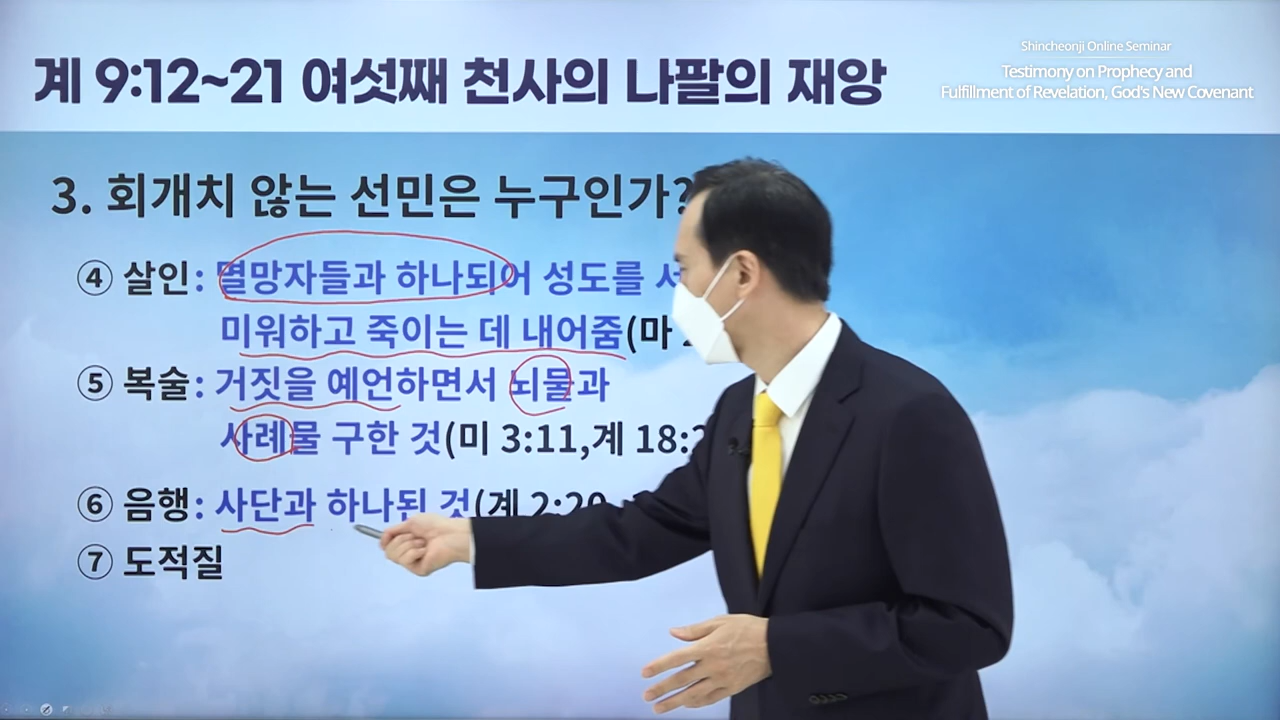 계 9:12~21 여섯째 천사의 나팔의 재앙
Shincheonji Online Seminar
Testimony on Prophecy and
Fulfillment of Revelation, God's New Covenant
3. 회개치 않는 선민은 누구인가?
④ 살인: 멸망자들과 하나되어 성도를
미워하고 죽이는 데 내어줌(마
⑤ 복술: 거짓을 예언하면서 뇌물과
사례물 구한 것(미 3:11,계
⑥ 음행: 사단과 하나된 것(계 2:20
⑦ 도적질